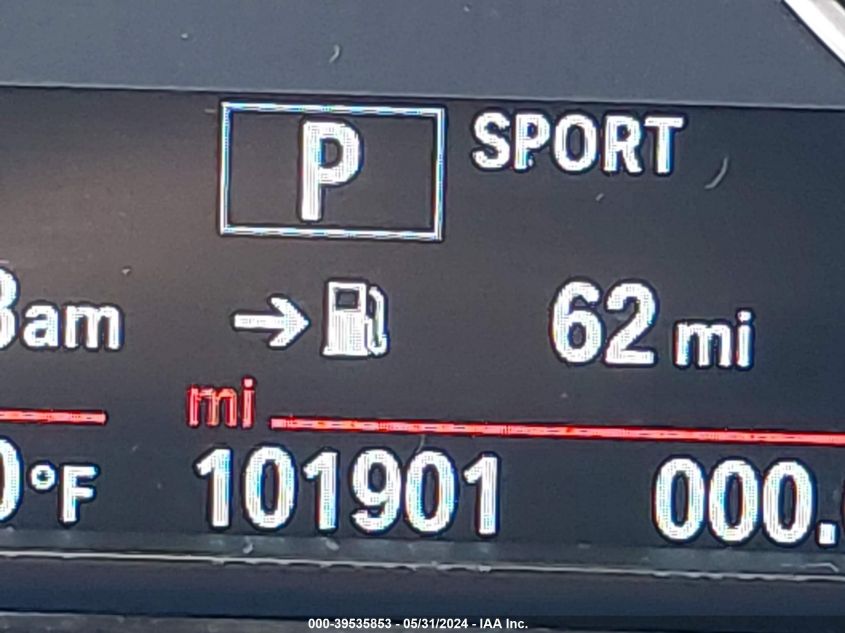 P SPORT
am → 62 mi
mi
°F 101901 000.
000-39535853 - 05/31/2024 - IAA Inc.